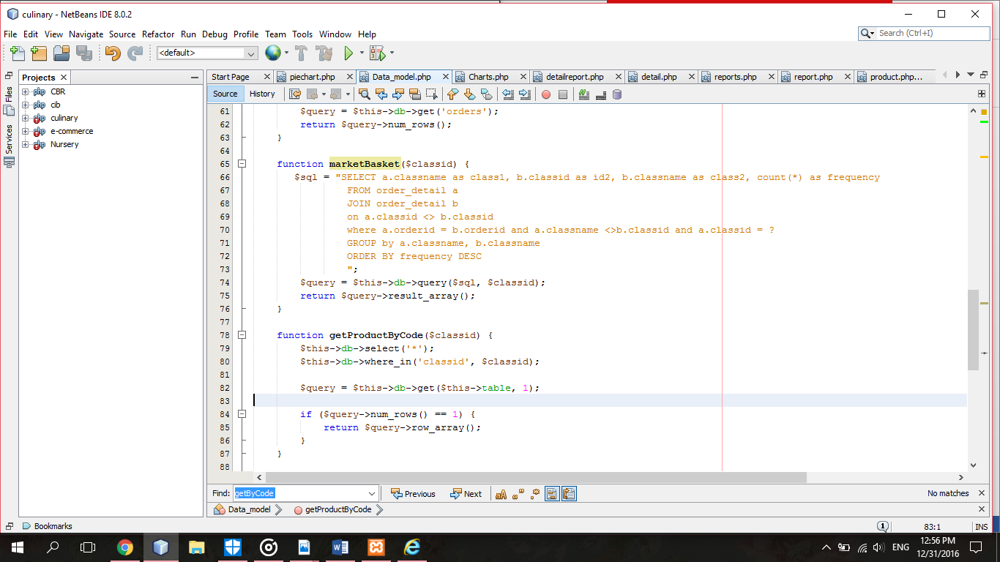 culinary - NetBeans IDE 8.0.2
File Edit View Navigate Source Refactor Run Debug Profile Team Tools Window Help
Search (Ctrl+I)
<default>
Projects
Files
Services
CBR
cib
culinary
e-commerce
Nursery
Start Page piechart.php Data_model.php Charts.php detailreport.php detail.php reports.php report.php product.php...
Source History
61 $query = $this->db->get('orders');
62 return $query->num_rows();
63 }
64
65 function marketBasket($classid) {
66 $sql = "SELECT a.classname as class1, b.classid as id2, b.classname as class2, count(*) as frequency
67 FROM order_detail a
68 JOIN order_detail b
69 on a.classid <> b.classid
70 where a.orderid = b.orderid and a.classname <>b.classid and a.classid = ?
71 GROUP by a.classname, b.classname
72 ORDER BY frequency DESC
73 ";
74 $query = $this->db->query($sql, $classid);
75 return $query->result_array();
76 }
77
78 function getProductByCode($classid) {
79 $this->db->select('*');
80 $this->db->where_in('classid', $classid);
81
82 $query = $this->db->get($this->table, 1);
83
84 if ($query->num_rows() == 1) {
85 return $query->row_array();
86 }
87 }
88
Find: getByCode Previous Next No matches
Data_model getProductByCode
Bookmarks 1 83:1 INS
ENG 12:56 PM
12/31/2016